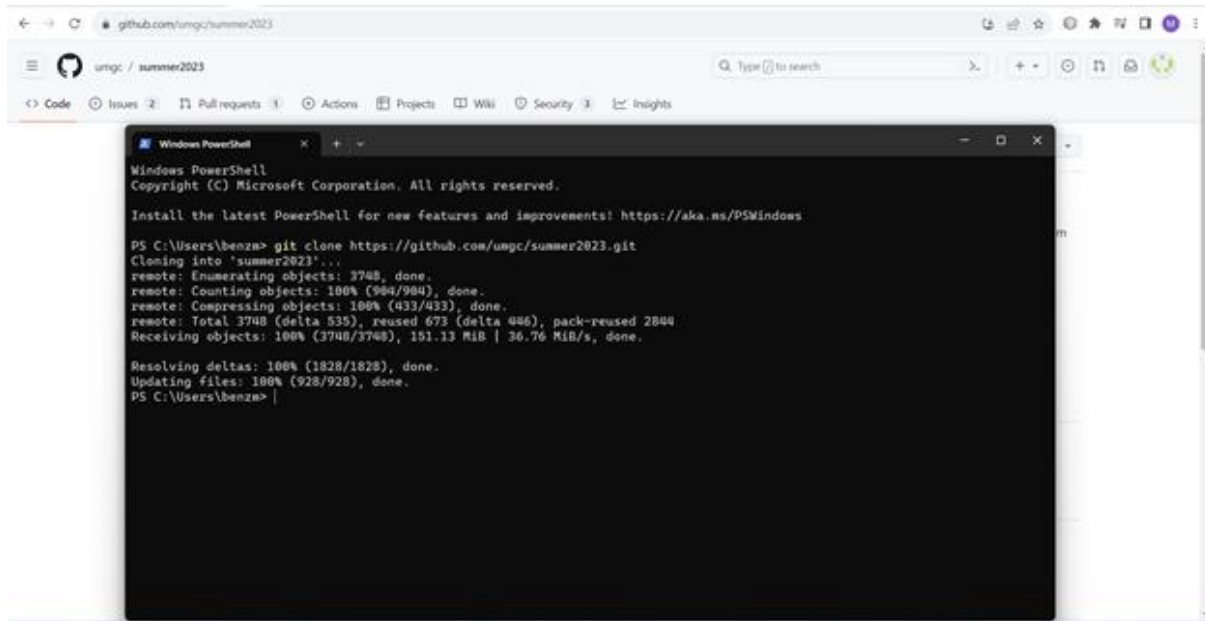 github.com/umgc/summer2023
umgc / summer2023
Type / to search
<> Code Issues 2 Pull requests 1 Actions Projects Wiki Security 3 Insights
Windows PowerShell
Windows PowerShell
Copyright (C) Microsoft Corporation. All rights reserved.
Install the latest PowerShell for new features and improvements! https://aka.ms/PSWindows
PS C:\Users\benzm> git clone https://github.com/umgc/summer2023.git
Cloning into 'summer2023'...
remote: Enumerating objects: 3748, done.
remote: Counting objects: 100% (904/904), done.
remote: Compressing objects: 100% (433/433), done.
remote: Total 3748 (delta 535), reused 673 (delta 446), pack-reused 2844
Receiving objects: 100% (3748/3748), 151.13 MiB | 36.76 MiB/s, done.
Resolving deltas: 100% (1828/1828), done.
Updating files: 100% (928/928), done.
PS C:\Users\benzm>